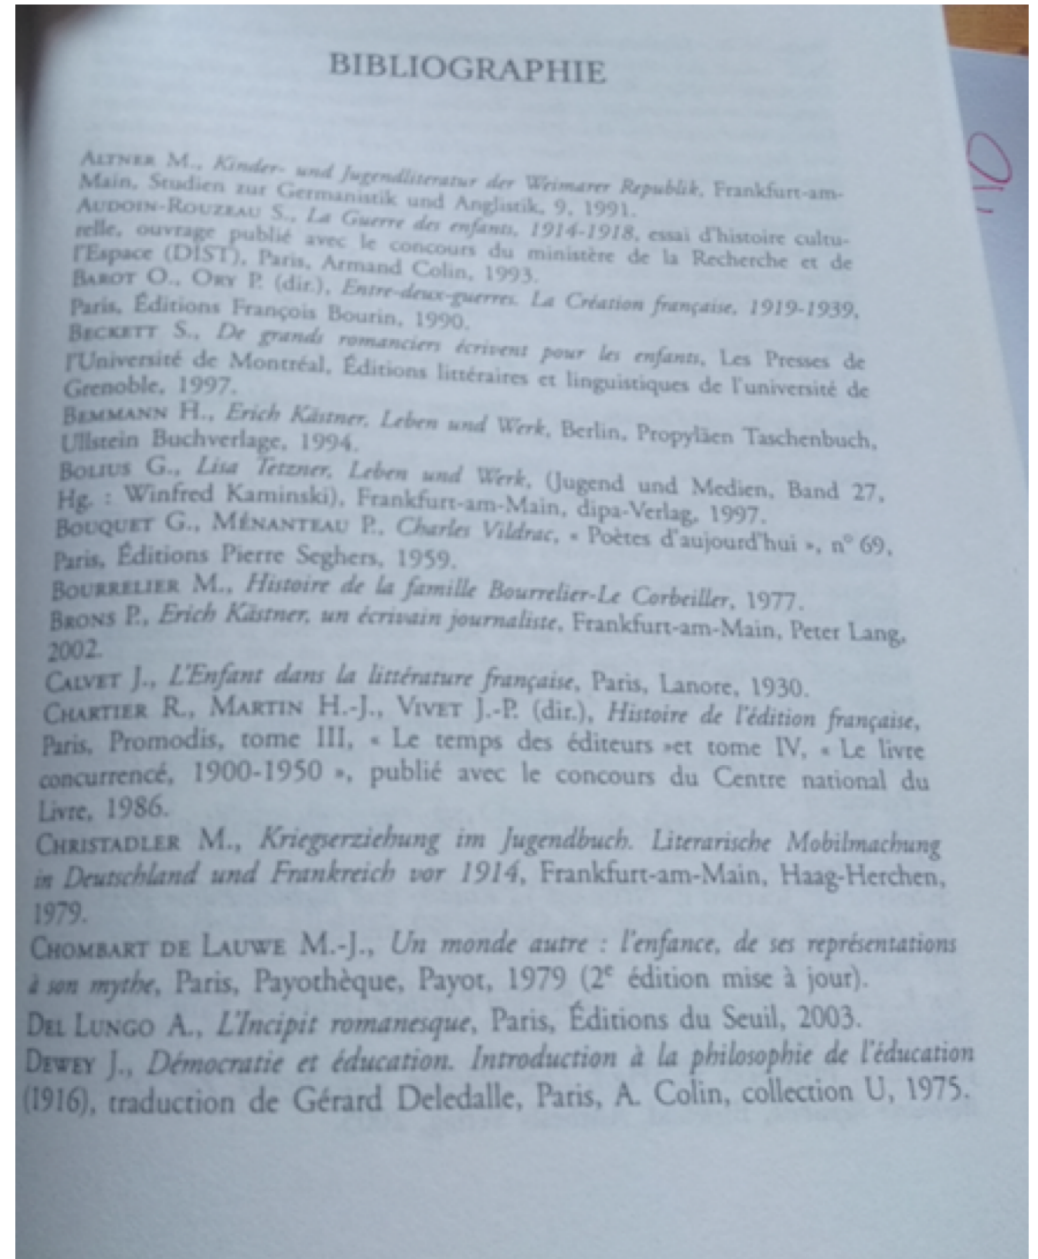 BIBLIOGRAPHIE
ALTNER M., Kinder- und Jugendliteratur der Weimarer Republik, Frankfurt-am-
Main, Studien zur Germanistik und Anglistik, 9, 1991.
AUDOIN-ROUZEAU S., La Guerre des enfants, 1914-1918, essai d'histoire cultu-
relle, ouvrage publié avec le concours du ministère de la Recherche et de
l'Espace (DIST), Paris, Armand Colin, 1993.
BAROT O., ORY P. (dir.), Entre-deux-guerres. La Création française, 1919-1939,
Paris, Éditions François Bourin, 1990.
BECKETT S., De grands romanciers écrivent pour les enfants, Les Presses de
l'Université de Montréal, Éditions littéraires et linguistiques de l'université de
Grenoble, 1997.
BEMMANN H., Erich Kästner, Leben und Werk, Berlin, Propyläen Taschenbuch,
Ullstein Buchverlage, 1994.
BOLIUS G., Lisa Tetzner, Leben und Werk, (Jugend und Medien, Band 27,
Hg. : Winfred Kaminski), Frankfurt-am-Main, dipa-Verlag, 1997.
BOUQUET G., MÉNANTEAU P., Charles Vildrac, « Poètes d'aujourd'hui », n° 69,
Paris, Éditions Pierre Seghers, 1959.
BOURRELIER M., Histoire de la famille Bourrelier-Le Corbeiller, 1977.
BRONS P., Erich Kästner, un écrivain journaliste, Frankfurt-am-Main, Peter Lang,
2002.
CALVET J., L'Enfant dans la littérature française, Paris, Lanore, 1930.
CHARTIER R., MARTIN H.-J., VIVET J.-P. (dir.), Histoire de l'édition française,
Paris, Promodis, tome III, « Le temps des éditeurs »et tome IV, « Le livre
concurrencé, 1900-1950 », publié avec le concours du Centre national du
Livre, 1986.
CHRISTADLER M., Kriegserziehung im Jugendbuch. Literarische Mobilmachung
in Deutschland und Frankreich vor 1914, Frankfurt-am-Main, Haag-Herchen,
1979.
CHOMBART DE LAUWE M.-J., Un monde autre : l'enfance, de ses représentations
à son mythe, Paris, Payothèque, Payot, 1979 (2e édition mise à jour).
DEL LUNGO A., L'Incipit romanesque, Paris, Éditions du Seuil, 2003.
DEWEY J., Démocratie et éducation. Introduction à la philosophie de l'éducation
(1916), traduction de Gérard Deledalle, Paris, A. Colin, collection U, 1975.